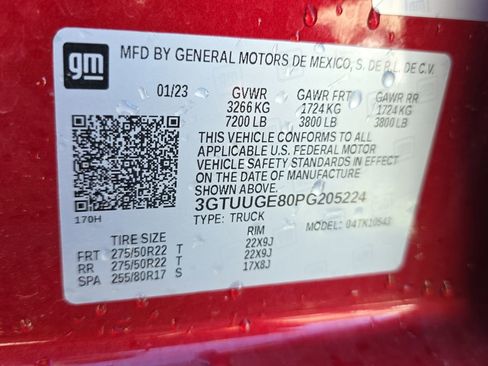 gm
MFD BY GENERAL MOTORS DE MEXICO, S. DE R.L. DE C.V.
01/23 GVWR GAWR FRT GAWR RR
3266 KG 1724 KG 1724 KG
7200 LB 3800 LB 3800 LB
THIS VEHICLE CONFORMS TO ALL
APPLICABLE U.S. FEDERAL MOTOR
VEHICLE SAFETY STANDARDS IN EFFECT
ON THE DATE OF MANUFACTURE
SHOWN ABOVE.
3GTUUGE80PG205224
170H
TYPE: TRUCK MODEL: 04TK10543
TIRE SIZE RIM
FRT 275/50R22 T 22X9J
RR 275/50R22 T 22X9J
SPA 255/80R17 S 17X8J